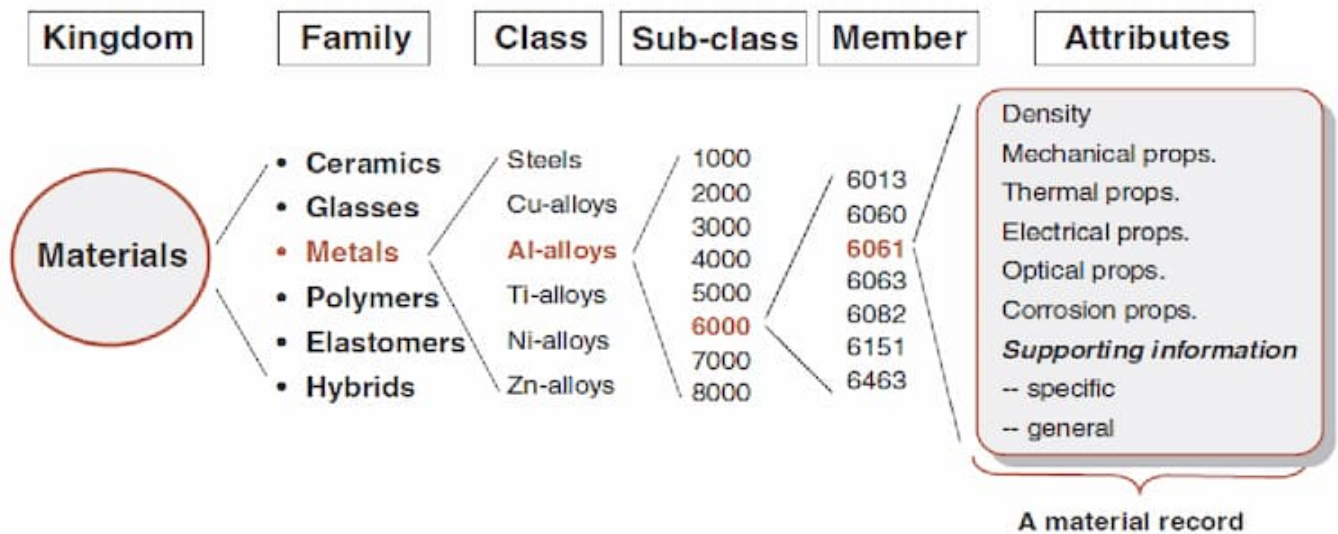 Kingdom
Family
Class
Sub-class
Member
Attributes
Materials
• Ceramics
• Glasses
• Metals
• Polymers
• Elastomers
• Hybrids
Steels
Cu-alloys
Al-alloys
Ti-alloys
Ni-alloys
Zn-alloys
1000
2000
3000
4000
5000
6000
7000
8000
6013
6060
6061
6063
6082
6151
6463
Density
Mechanical props.
Thermal props.
Electrical props.
Optical props.
Corrosion props.
Supporting information
-- specific
-- general
A material record